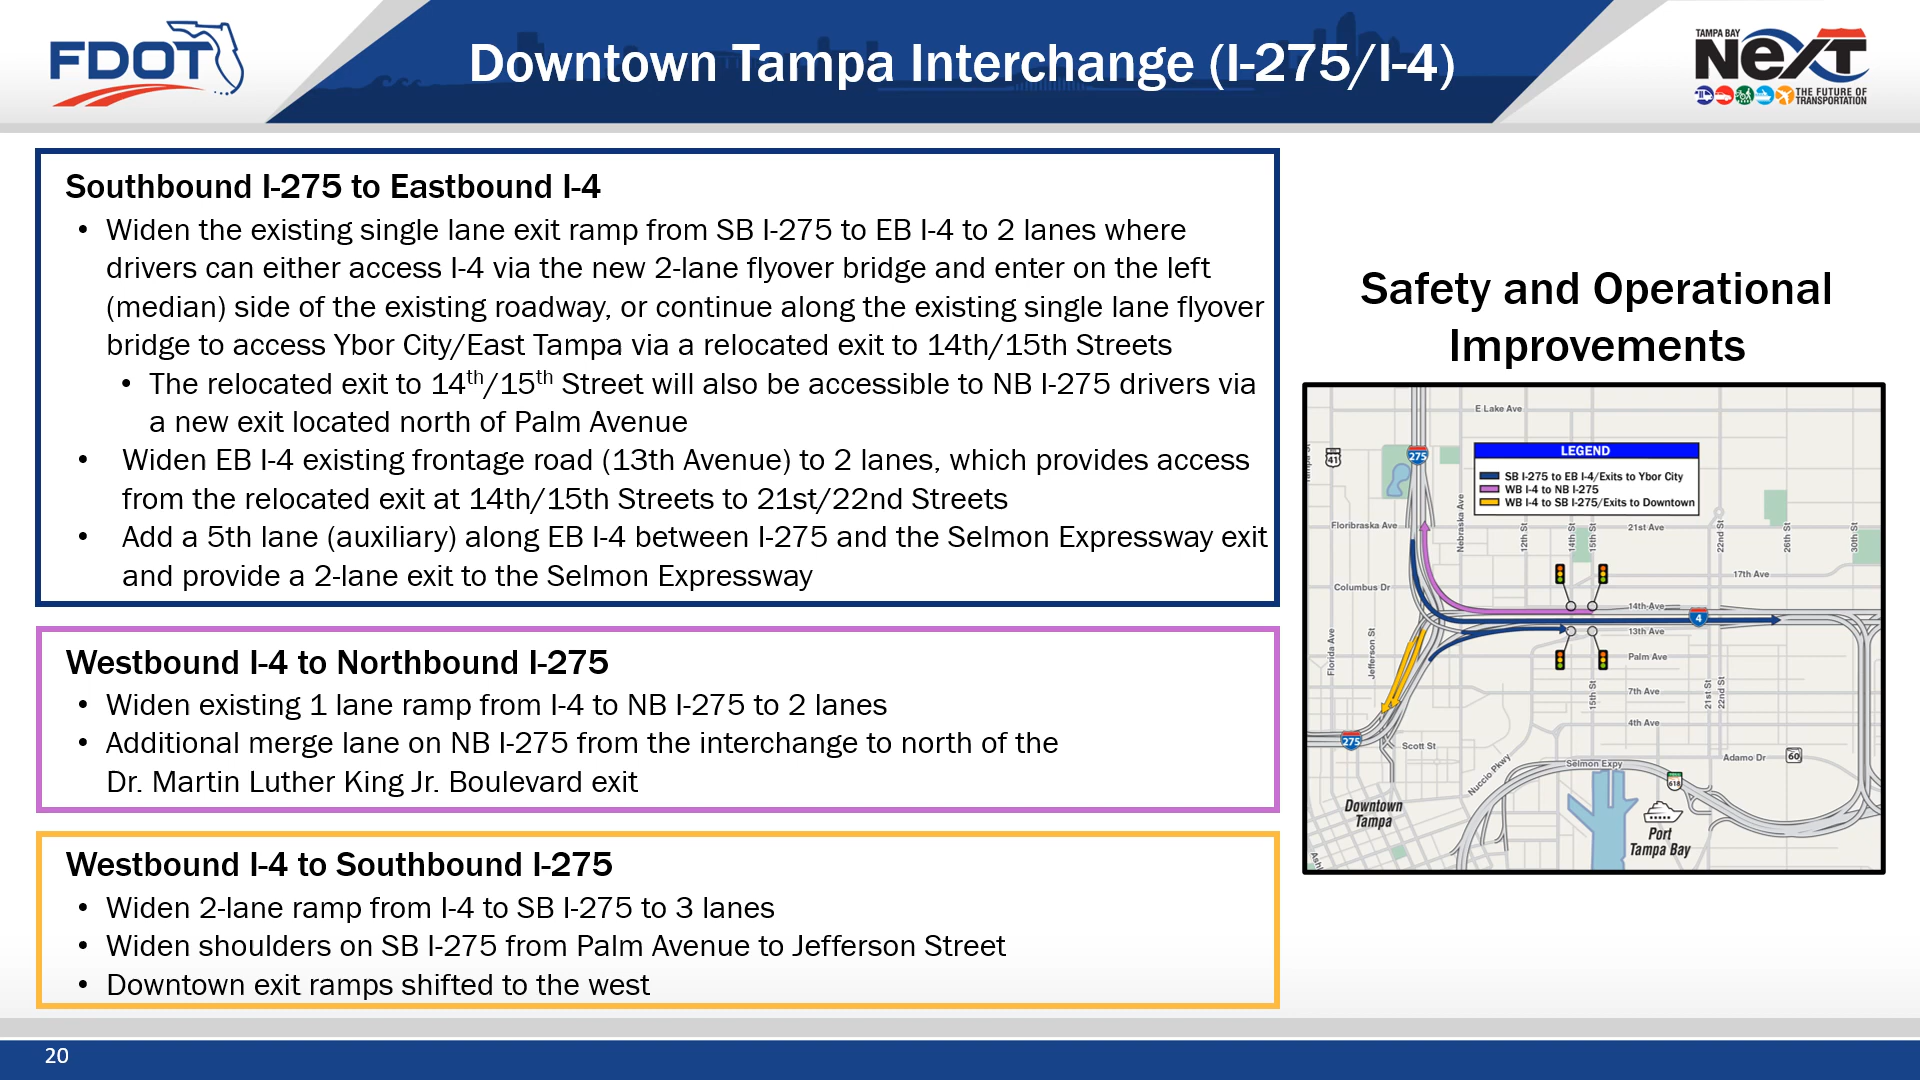 FDOT
Downtown Tampa Interchange (I-275/I-4)
TAMPA BAY
NEXT
THE FUTURE OF
TRANSPORTATION
Southbound I-275 to Eastbound I-4
• Widen the existing single lane exit ramp from SB I-275 to EB I-4 to 2 lanes where
drivers can either access I-4 via the new 2-lane flyover bridge and enter on the left
(median) side of the existing roadway, or continue along the existing single lane flyover
bridge to access Ybor City/East Tampa via a relocated exit to 14th/15th Streets
• The relocated exit to 14th/15th Street will also be accessible to NB I-275 drivers via
a new exit located north of Palm Avenue
• Widen EB I-4 existing frontage road (13th Avenue) to 2 lanes, which provides access
from the relocated exit at 14th/15th Streets to 21st/22nd Streets
• Add a 5th lane (auxiliary) along EB I-4 between I-275 and the Selmon Expressway exit
and provide a 2-lane exit to the Selmon Expressway
Westbound I-4 to Northbound I-275
• Widen existing 1 lane ramp from I-4 to NB I-275 to 2 lanes
• Additional merge lane on NB I-275 from the interchange to north of the
Dr. Martin Luther King Jr. Boulevard exit
Westbound I-4 to Southbound I-275
• Widen 2-lane ramp from I-4 to SB I-275 to 3 lanes
• Widen shoulders on SB I-275 from Palm Avenue to Jefferson Street
• Downtown exit ramps shifted to the west
Safety and Operational
Improvements
E Lake Ave
41
275
LEGEND
SB I-275 to EB I-4/Exits to Ybor City
WB I-4 to NB I-275
WB I-4 to SB I-275/Exits to Downtown
Floribraska Ave
Nebraska Ave
12th St
14th St
15th St
21st Ave
22nd St
26th St
30th St
17th Ave
Columbus Dr
14th Ave
4
13th Ave
Florida Ave
Jefferson St
Palm Ave
15th St
7th Ave
21st St
22nd St
4th Ave
275
Scott St
Nuccio Pkwy
Selmon Expy
Adamo Dr
60
618
Downtown
Tampa
Port
Tampa Bay
20